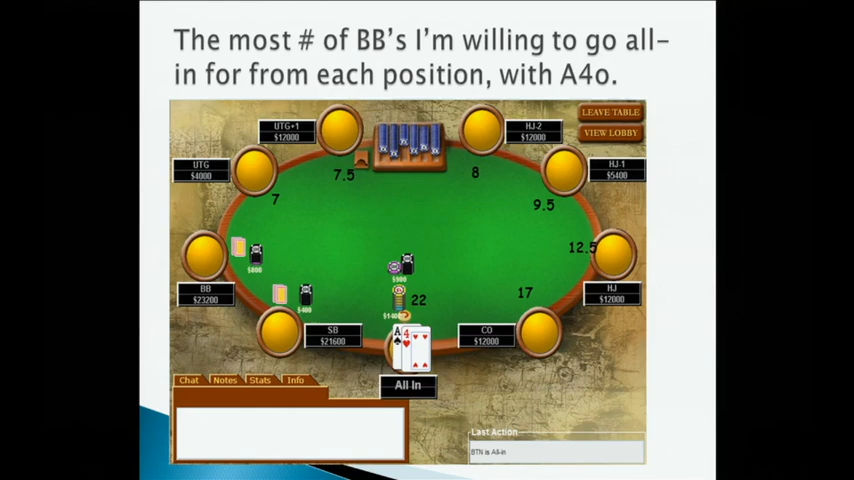 The most # of BB's I'm willing to go all-
in for from each position, with A4o.
LEAVE TABLE
VIEW LOBBY
UTG+1
$12000
HJ-2
$12000
UTG
$4000
HJ-1
$5400
7.5
8
7
9.5
12.5
$800
BB
$23200
HJ
$12000
$400
$900
22
17
SB
$21600
CO
$12000
A
4
All In
Chat
Notes
Stats
Info
Last Action
BTN is All-in